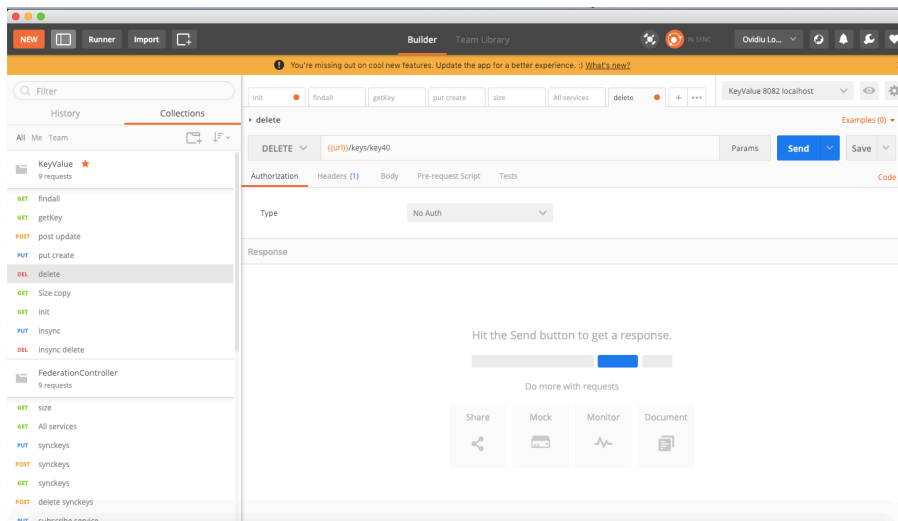 NEW Runner Import Builder Team Library IN SYNC Ovidiu Lo...
You're missing out on cool new features. Update the app for a better experience. :) What's new?
Filter
History Collections
All Me Team
KeyValue
9 requests
GET findall
GET getKey
POST post update
PUT put create
DEL delete
GET Size copy
GET init
PUT insync
DEL insync delete
FederationController
9 requests
GET size
GET All services
PUT synckeys
POST synckeys
GET synckeys
POST delete synckeys
PUT subscribe service
init findall getKey put create size All services delete + ••• KeyValue 8082 localhost
delete Examples (0)
DELETE {{url}}/keys/key40 Params Send Save
Authorization Headers (1) Body Pre-request Script Tests Code
Type No Auth
Response
Hit the Send button to get a response.
Do more with requests
Share Mock Monitor Document